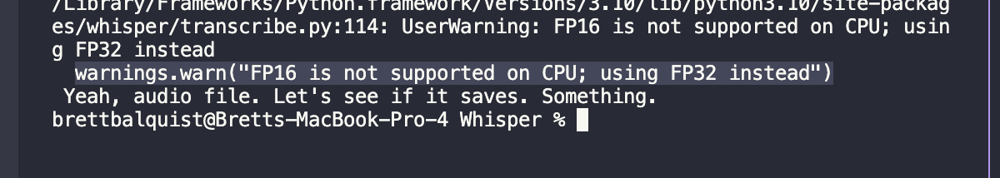 /Library/Frameworks/Python.framework/Versions/3.10/lib/python3.10/site-packag
es/whisper/transcribe.py:114: UserWarning: FP16 is not supported on CPU; usin
g FP32 instead
  warnings.warn("FP16 is not supported on CPU; using FP32 instead")
 Yeah, audio file. Let's see if it saves. Something.
brettbalquist@Bretts-MacBook-Pro-4 Whisper %